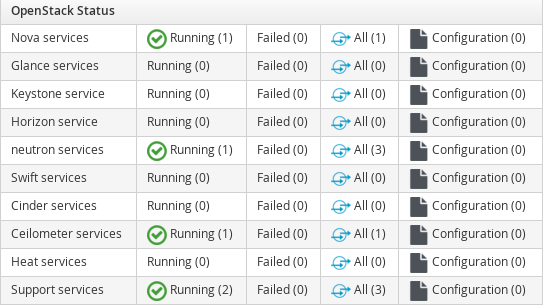 OpenStack Status
Nova services Running (1) Failed (0) All (1) Configuration (0)
Glance services Running (0) Failed (0) All (0) Configuration (0)
Keystone service Running (0) Failed (0) All (0) Configuration (0)
Horizon service Running (0) Failed (0) All (0) Configuration (0)
neutron services Running (1) Failed (0) All (3) Configuration (0)
Swift services Running (0) Failed (0) All (0) Configuration (0)
Cinder services Running (0) Failed (0) All (0) Configuration (0)
Ceilometer services Running (1) Failed (0) All (1) Configuration (0)
Heat services Running (0) Failed (0) All (0) Configuration (0)
Support services Running (2) Failed (0) All (3) Configuration (0)